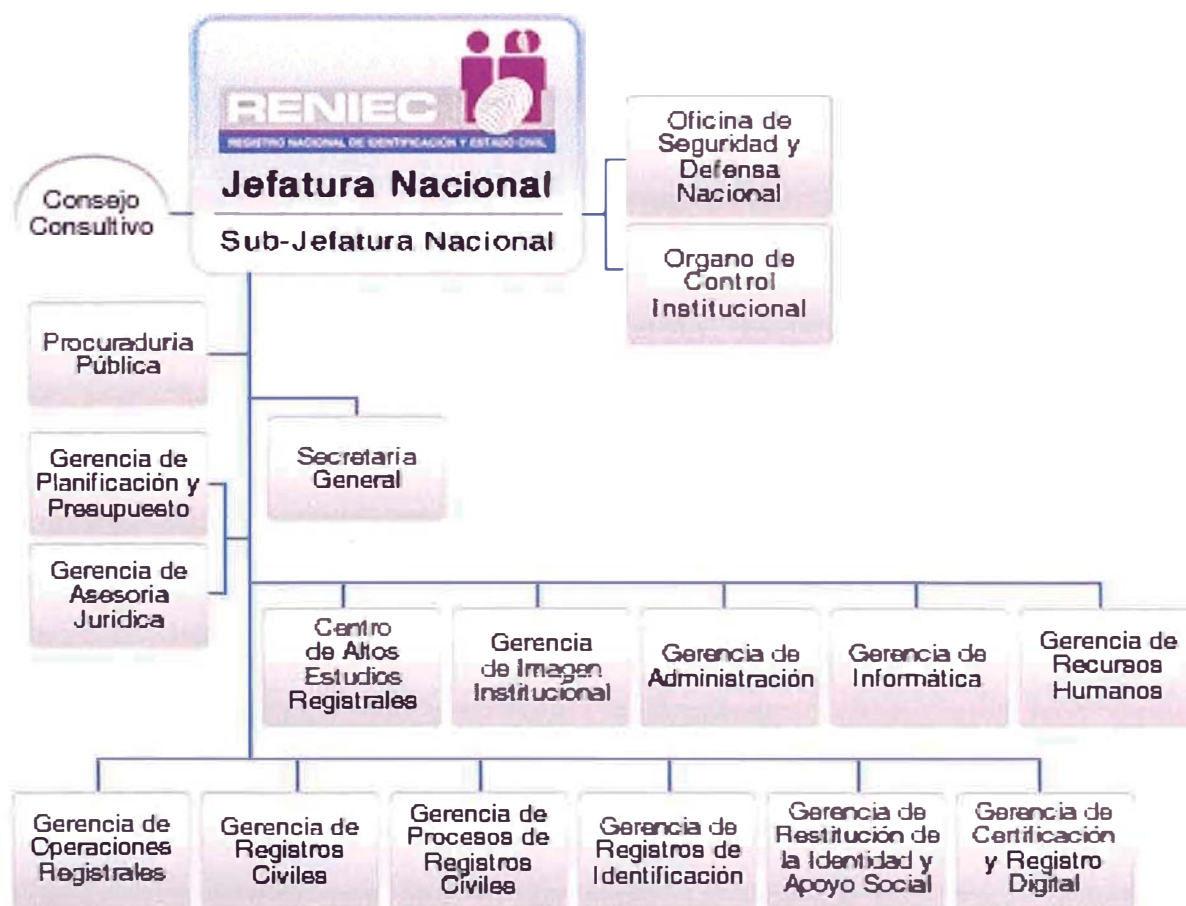 RENIEC
REGISTRO NACIONAL DE IDENTIFICACIÓN Y ESTADO CIVIL
Jefatura Nacional
Sub-Jefatura Nacional
Consejo
Consultivo
Oficina de
Seguridad y
Defensa
Nacional
Organo de
Control
Institucional
Procuraduria
Pública
Secretaria
General
Gerencia de
Planificación y
Presupuesto
Gerencia de
Asesoria
Juridica
Centro
de Altos
Estudios
Registrales
Gerencia
de Imagen
Institucional
Gerencia de
Administración
Gerencia de
Informática
Gerencia de
Recursos
Humanos
Gerencia de
Operaciones
Registrales
Gerencia de
Registros
Civiles
Gerencia de
Procesos de
Registros
Civiles
Gerencia de
Registros de
Identificación
Gerencia de
Restitución de
la Identidad y
Apoyo Social
Gerencia de
Certificación
y Registro
Digital